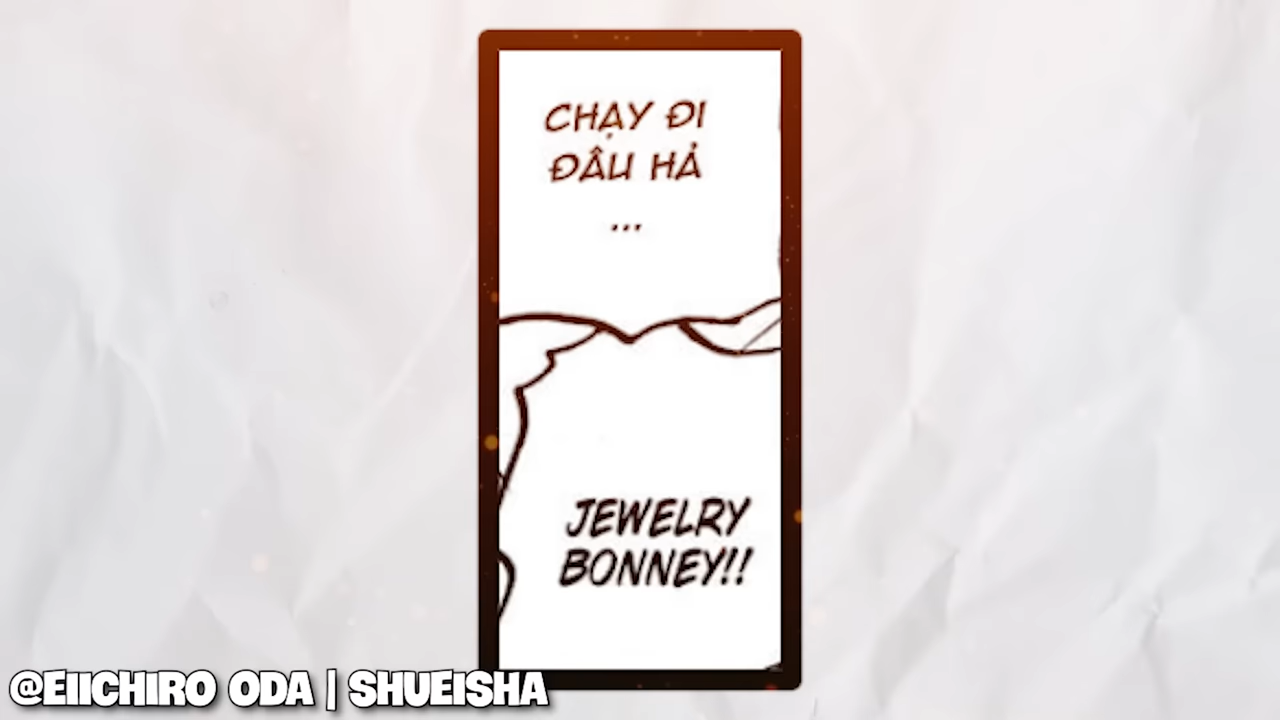 CHẠY ĐI
ĐÂU HẢ
...
JEWELRY
BONNEY!!
@EIICHIRO ODA | SHUEISHA